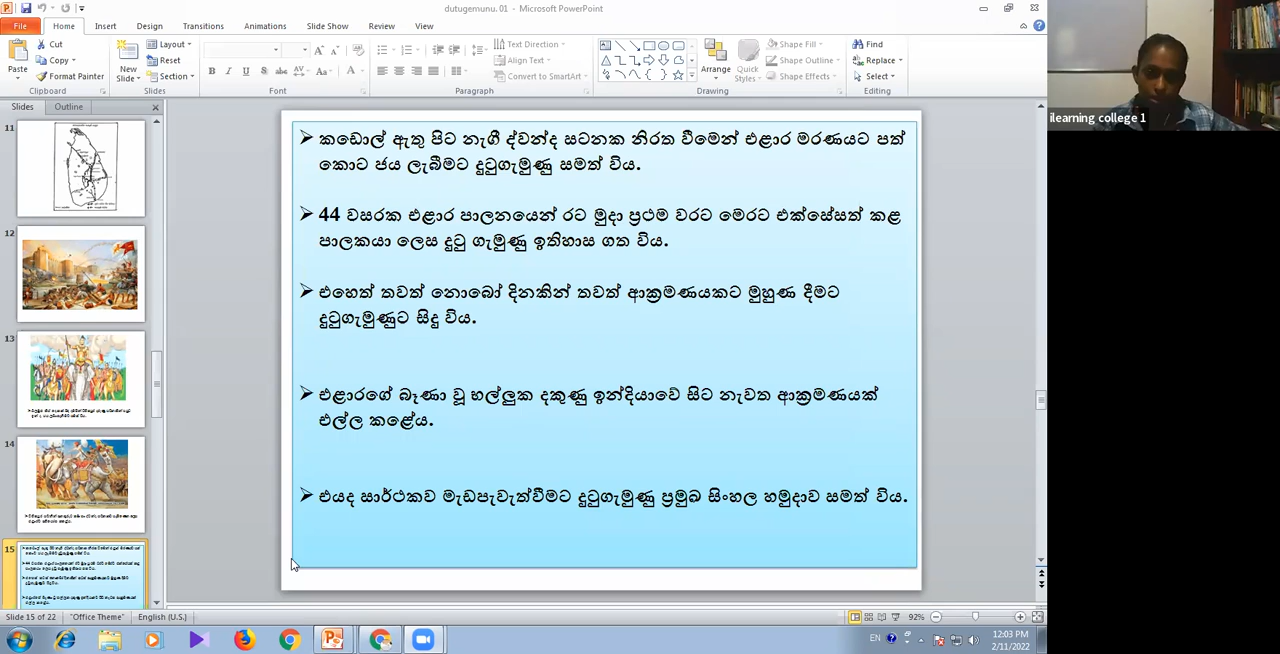 dutugemunu. 01 - Microsoft PowerPoint
File Home Insert Design Transitions Animations Slide Show Review View
Cut
Copy
Format Painter
Paste
Clipboard
New Slide
Layout
Reset
Section
Slides
Font
Text Direction
Align Text
Convert to SmartArt
Paragraph
Arrange
Quick Styles
Shape Fill
Shape Outline
Shape Effects
Drawing
Find
Replace
Select
Editing
Slides Outline
11
12
13
14
15
කඩොල් ඇතු පිට නැගී ද්වන්ද සටනක නිරත වීමෙන් එළාර මරණයට පත්
කොට ජය ලැබීමට දුටුගැමුණු සමත් විය.
44 වසරක එළාර පාලනයෙන් රට මුදා ප්‍රථම වරට මෙරට එක්සේසත් කළ
පාලකයා ලෙස දුටු ගැමුණු ඉතිහාස ගත විය.
එහෙත් තවත් නොබෝ දිනකින් තවත් ආක්‍රමණයකට මුහුණ දීමට
දුටුගැමුණුට සිදු විය.
එළාරගේ බෑණා වූ භල්ලුක දකුණු ඉන්දියාවේ සිට නැවත ආක්‍රමණයක්
එල්ල කළේය.
එයද සාර්ථකව මැඩපැවැත්වීමට දුටුගැමුණු ප්‍රමුඛ සිංහල හමුදාව සමත් විය.
ilearning college 1
Slide 15 of 22 "Office Theme" English (U.S.) 92%
EN 12:03 PM
2/11/2022